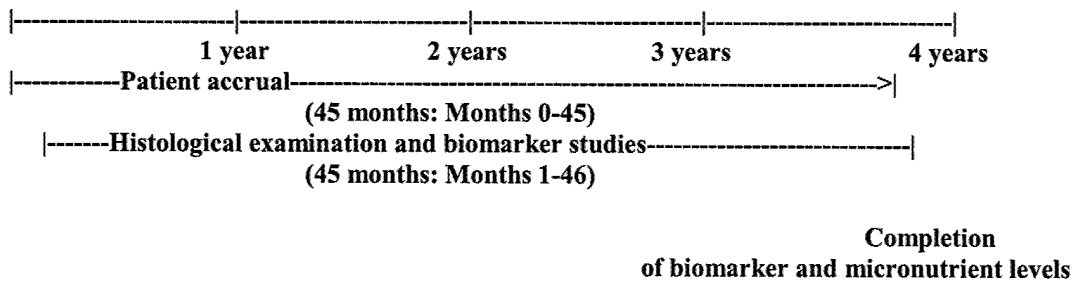 |--------------------|--------------------|--------------------|---------------------|
1 year 2 years 3 years 4 years
|----------Patient accrual-------------------------------------------------->|
(45 months: Months 0-45)
|-------Histological examination and biomarker studies-----------------------|
(45 months: Months 1-46)
Completion
of biomarker and micronutrient levels